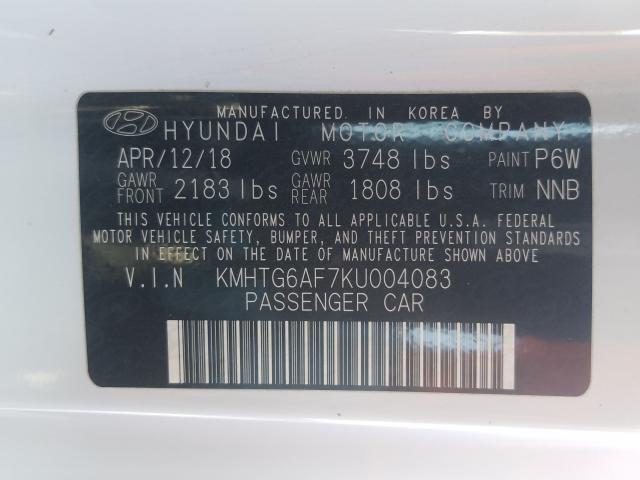 MANUFACTURED. IN KOREA BY
HYUNDAI MOTOR COMPANY
APR/12/18 GVWR 3748 lbs PAINT P6W
GAWR FRONT 2183 lbs GAWR REAR 1808 lbs TRIM NNB
THIS VEHICLE CONFORMS TO ALL APPLICABLE U.S.A. FEDERAL
MOTOR VEHICLE SAFETY, BUMPER, AND THEFT PREVENTION STANDARDS
IN EFFECT ON THE DATE OF MANUFACTURE SHOWN ABOVE.
V.I.N KMHTG6AF7KU004083
PASSENGER CAR